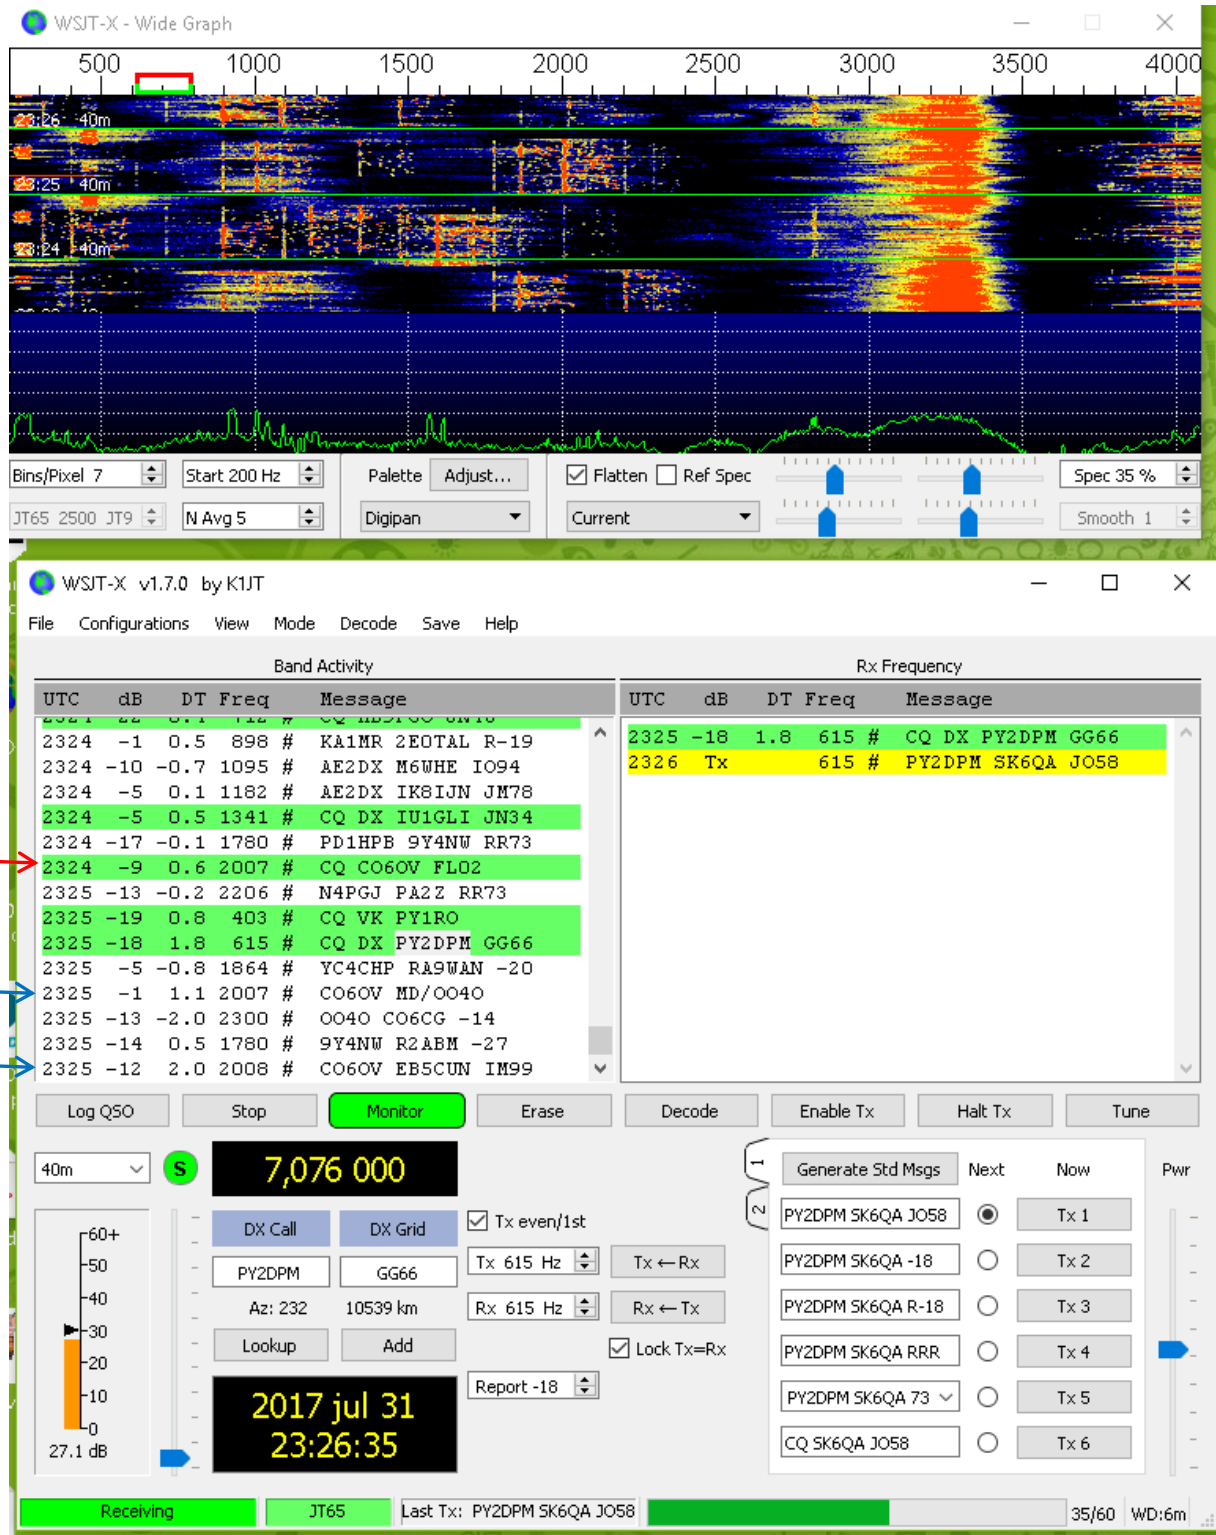 WSJT-X - Wide Graph
500 1000 1500 2000 2500 3000 3500 4000
23:26 40m
23:25 40m
23:24 40m
Bins/Pixel 7 Start 200 Hz Palette Adjust... Flatten Ref Spec Spec 35 %
JT65 2500 JT9 N Avg 5 Digipan Current Smooth 1
WSJT-X v1.7.0 by K1JT
File Configurations View Mode Decode Save Help
Band Activity Rx Frequency
UTC dB DT Freq Message UTC dB DT Freq Message
2324 -1 0.5 898 # KA1MR 2E0TAL R-19
2325 -18 1.8 615 # CQ DX PY2DPM GG66
2324 -10 -0.7 1095 # AE2DX M6WHE IO94
2326 Tx 615 # PY2DPM SK6QA JO58
2324 -5 0.1 1182 # AE2DX IK8IJN JM78
2324 -5 0.5 1341 # CQ DX IU1GLI JN34
2324 -17 -0.1 1780 # PD1HPB 9Y4NW RR73
2324 -9 0.6 2007 # CQ CO6OV FL02
2325 -13 -0.2 2206 # N4PGJ PA2Z RR73
2325 -19 0.8 403 # CQ VK PY1RO
2325 -18 1.8 615 # CQ DX PY2DPM GG66
2325 -5 -0.8 1864 # YC4CHP RA9WAN -20
2325 -1 1.1 2007 # CO6OV MD/OO4O
2325 -13 -2.0 2300 # OO4O CO6CG -14
2325 -14 0.5 1780 # 9Y4NW R2ABM -27
2325 -12 2.0 2008 # CO6OV EB5CUN IM99
Log QSO Stop Monitor Erase Decode Enable Tx Halt Tx Tune
40m S 7,076 000
1 Generate Std Msgs Next Now Pwr
2 PY2DPM SK6QA JO58 Tx 1
DX Call DX Grid Tx even/1st
PY2DPM GG66 Tx 615 Hz Tx ← Rx
PY2DPM SK6QA -18 Tx 2
Az: 232 10539 km Rx 615 Hz Rx ← Tx
PY2DPM SK6QA R-18 Tx 3
Lookup Add Lock Tx=Rx
PY2DPM SK6QA RRR Tx 4
Report -18
PY2DPM SK6QA 73 Tx 5
CQ SK6QA JO58 Tx 6
60+
50
40
30
20
10
0
27.1 dB
2017 jul 31
23:26:35
Receiving JT65 Last Tx: PY2DPM SK6QA JO58 35/60 WD:6m